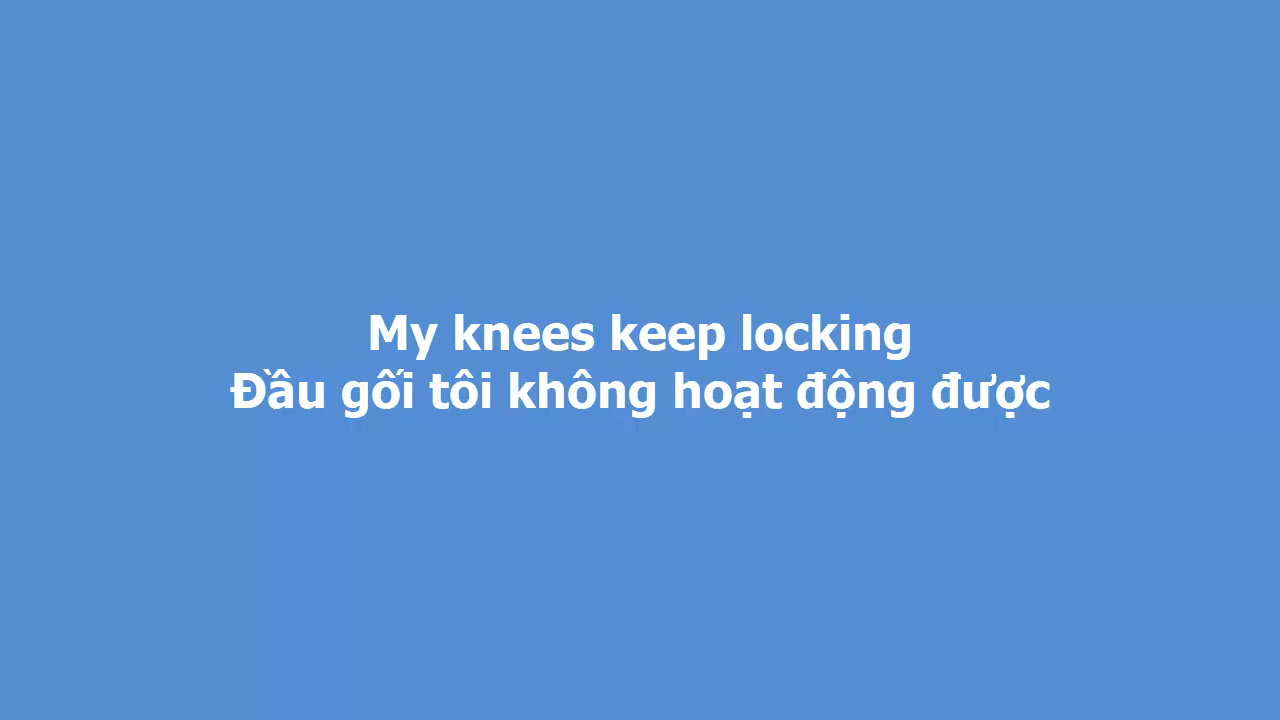 My knees keep locking
Đầu gối tôi không hoạt động được